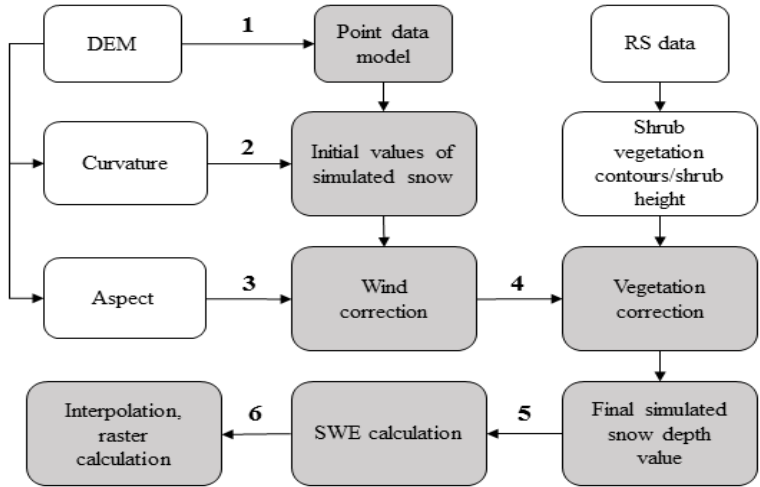 DEM
1
Point data
model
RS data
Curvature
2
Initial values of
simulated snow
Shrub
vegetation
contours/shrub
height
Aspect
3
Wind
correction
4
Vegetation
correction
Interpolation,
raster
calculation
6
SWE calculation
5
Final simulated
snow depth
value